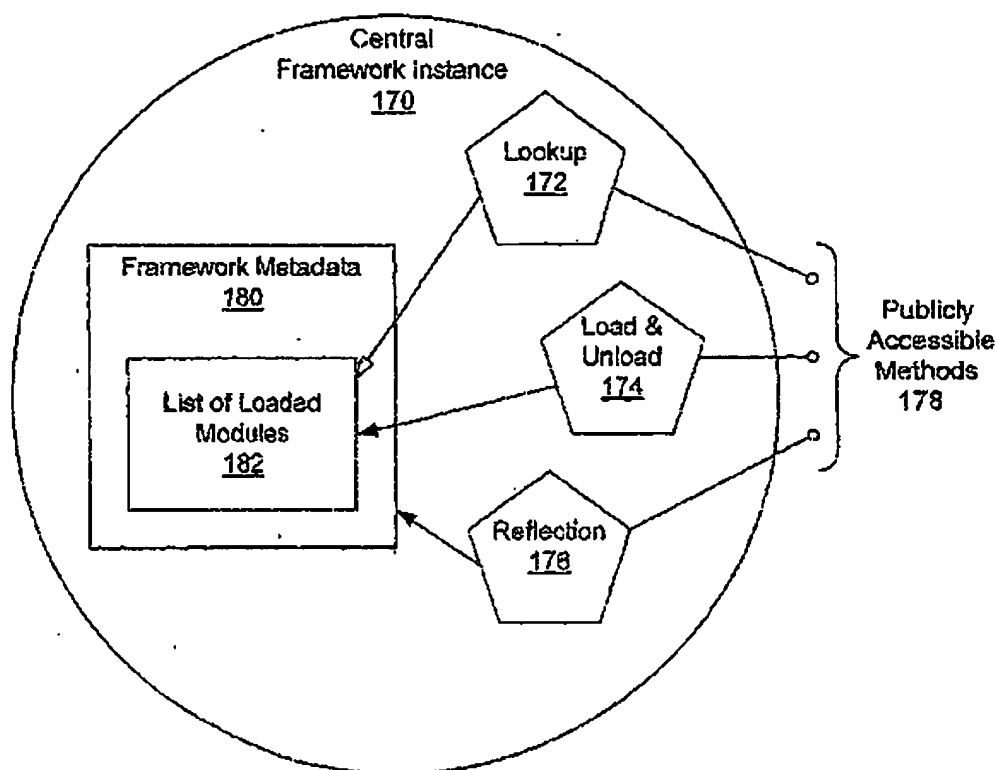 Central
Framework Instance
170
Lookup
172
Framework Metadata
180
Load &
Unload
174
List of Loaded
Modules
182
Reflection
176
Publicly
Accessible
Methods
178